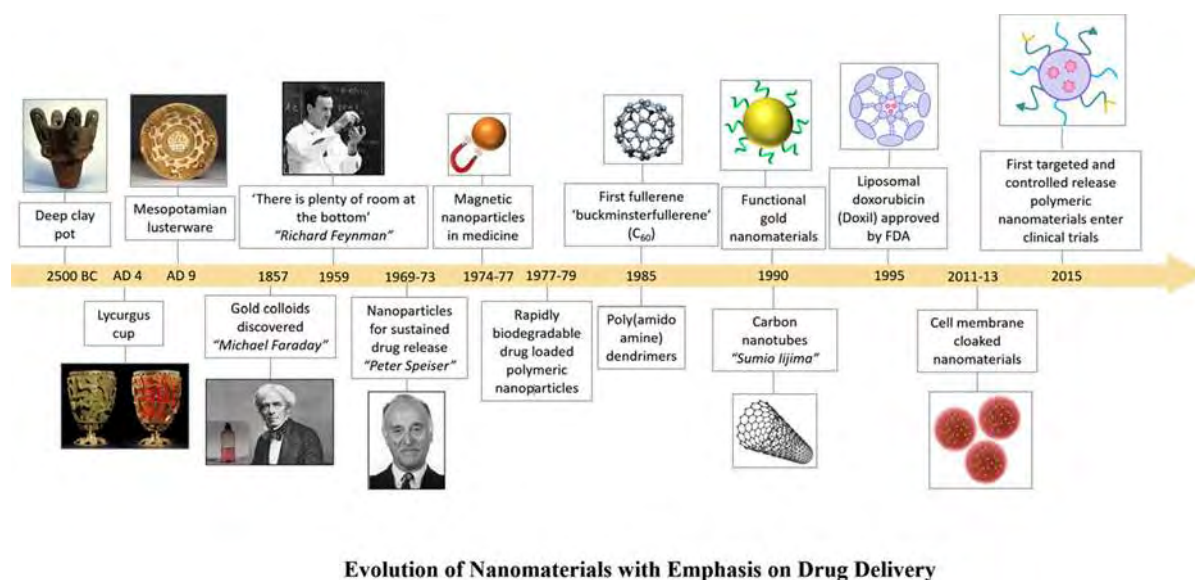 Deep clay
pot
Mesopotamian
lusterware
'There is plenty of room at
the bottom'
"Richard Feynman"
Magnetic
nanoparticles
in medicine
First fullerene
'buckminsterfullerene'
(C₆₀)
Functional
gold
nanomaterials
Liposomal
doxorubicin
(Doxil) approved
by FDA
First targeted and
controlled release
polymeric
nanomaterials enter
clinical trials
2500 BC AD 4 AD 9 1857 1959 1969-73 1974-77 1977-79 1985 1990 1995 2011-13 2015
Lycurgus
cup
Gold colloids
discovered
"Michael Faraday"
Nanoparticles
for sustained
drug release
"Peter Speiser"
Rapidly
biodegradable
drug loaded
polymeric
nanoparticles
Poly(amido
amine)
dendrimers
Carbon
nanotubes
"Sumio Iijima"
Cell membrane
cloaked
nanomaterials
Evolution of Nanomaterials with Emphasis on Drug Delivery